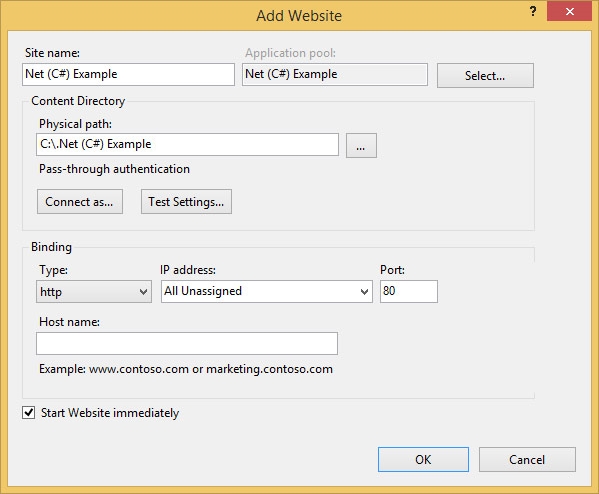 Add Website
?
Site name:
Application pool:
Net (C#) Example
Net (C#) Example
Select...
Content Directory
Physical path:
C:\.Net (C#) Example
...
Pass-through authentication
Connect as...
Test Settings...
Binding
Type:
IP address:
Port:
http
All Unassigned
80
Host name:
Example: www.contoso.com or marketing.contoso.com
Start Website immediately
OK
Cancel